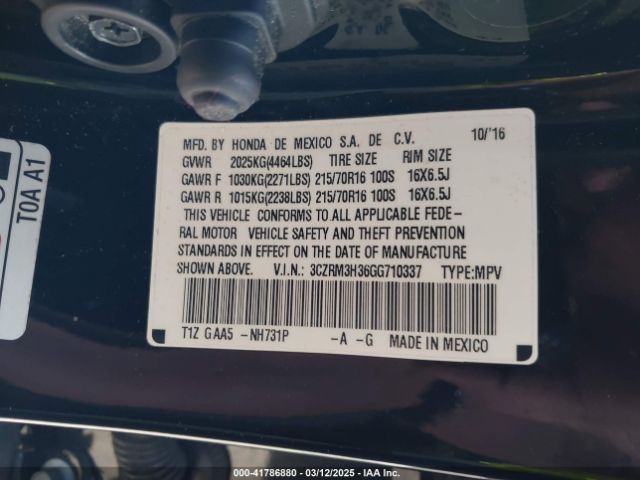 MFD. BY HONDA DE MEXICO S.A. DE C.V. 10/'16
GVWR 2025KG(4464LBS) TIRE SIZE RIM SIZE
GAWR F 1030KG(2271LBS) 215/70R16 100S 16X6.5J
GAWR R 1015KG(2238LBS) 215/70R16 100S 16X6.5J
THIS VEHICLE CONFORMS TO ALL APPLICABLE FEDE-
RAL MOTOR VEHICLE SAFETY AND THEFT PREVENTION
STANDARDS IN EFFECT ON THE DATE OF MANUFACTURE
SHOWN ABOVE. V.I.N.: 3CZRM3H36GG710337 TYPE:MPV
T1Z GAA5 -NH731P -A -G MADE IN MEXICO
T0A A1
000-41786880 - 03/12/2025 - IAA Inc.